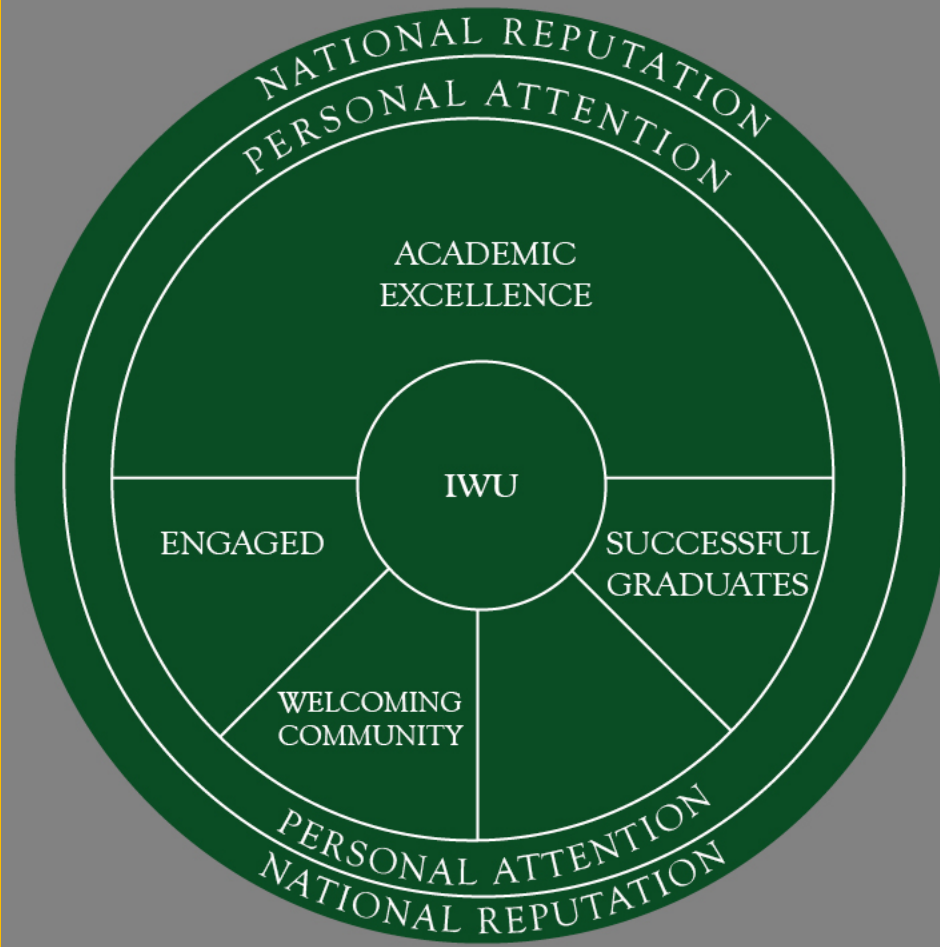 NATIONAL REPUTATION
PERSONAL ATTENTION
ACADEMIC
EXCELLENCE
IWU
ENGAGED
SUCCESSFUL
GRADUATES
WELCOMING
COMMUNITY
PERSONAL ATTENTION
NATIONAL REPUTATION